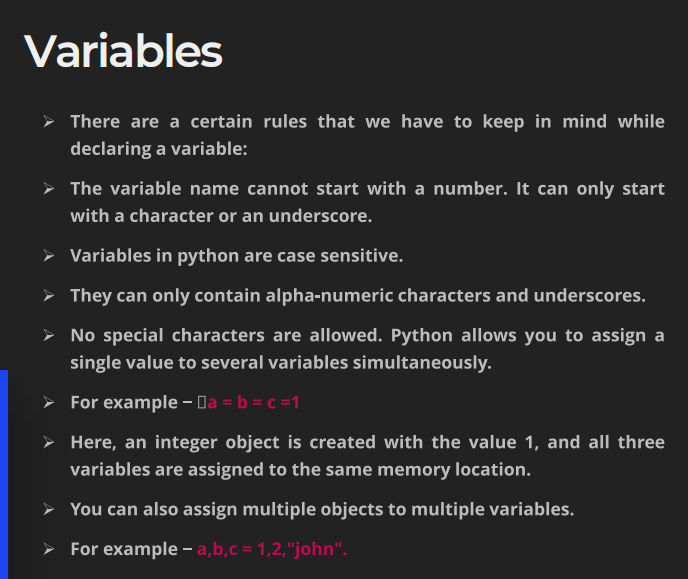 Variables
➢ There are a certain rules that we have to keep in mind while
declaring a variable:
➢ The variable name cannot start with a number. It can only start
with a character or an underscore.
➢ Variables in python are case sensitive.
➢ They can only contain alpha-numeric characters and underscores.
➢ No special characters are allowed. Python allows you to assign a
single value to several variables simultaneously.
➢ For example − a = b = c =1
➢ Here, an integer object is created with the value 1, and all three
variables are assigned to the same memory location.
➢ You can also assign multiple objects to multiple variables.
➢ For example − a,b,c = 1,2,"john".